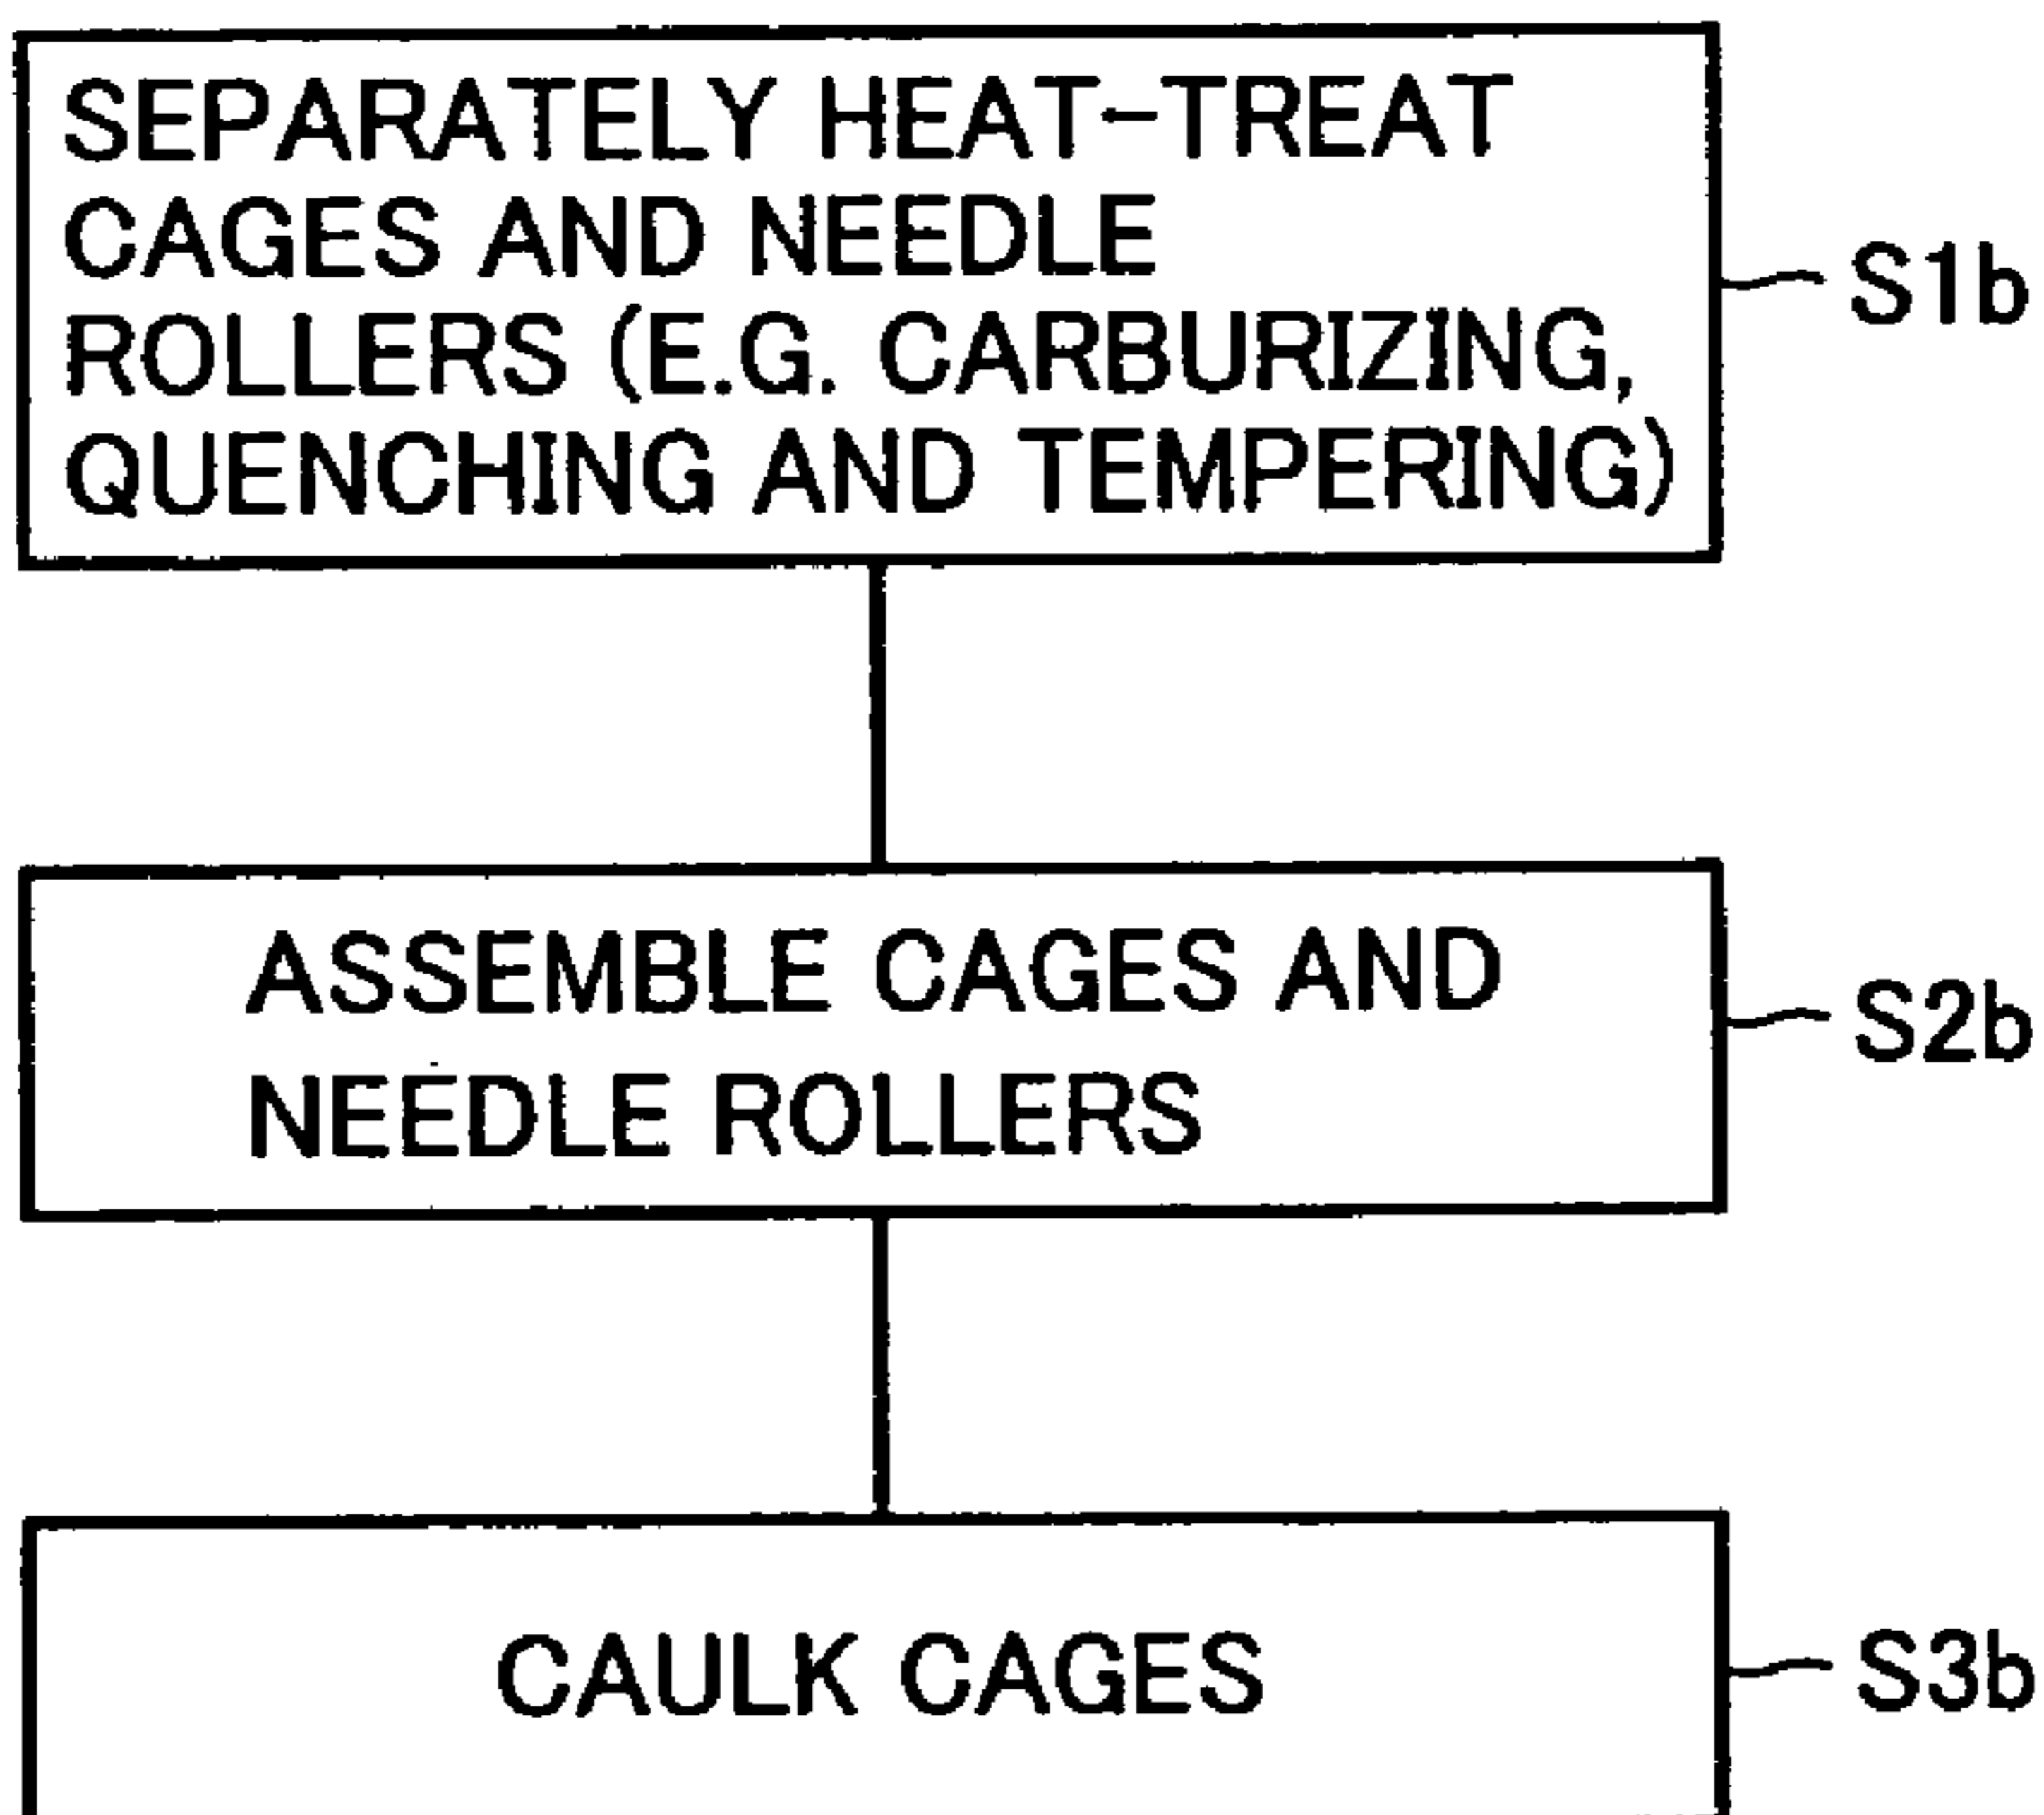 SEPARATELY HEAT-TREAT
CAGES AND NEEDLE
ROLLERS (E.G. CARBURIZING,
QUENCHING AND TEMPERING)
S1b
ASSEMBLE CAGES AND
NEEDLE ROLLERS
S2b
CAULK CAGES
S3b